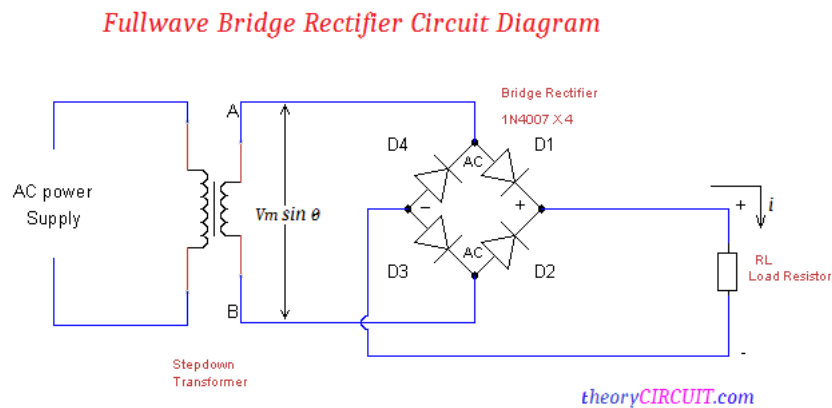 Fullwave Bridge Rectifier Circuit Diagram
Bridge Rectifier
1N4007 X 4
A
D4
AC
D1
AC power
Supply
Vm sin θ
–
+
+
i
D3
AC
D2
RL
Load Resistor
B
-
Stepdown
Transformer
theoryCIRCUIT.com